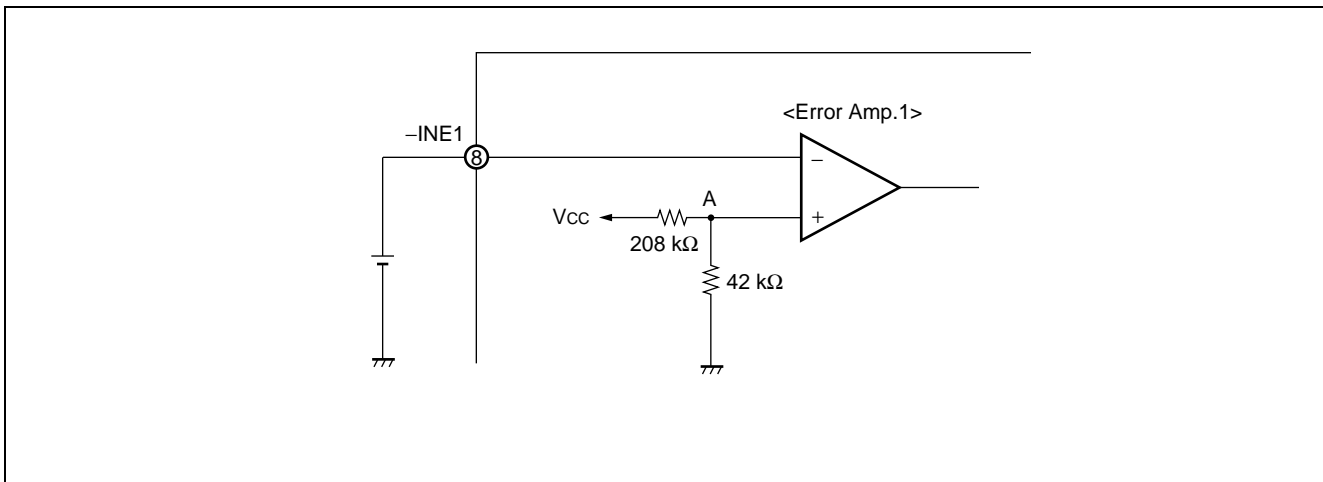 <Error Amp.1>
–INE1
8
–
A
VCC
+
208 kΩ
42 kΩ